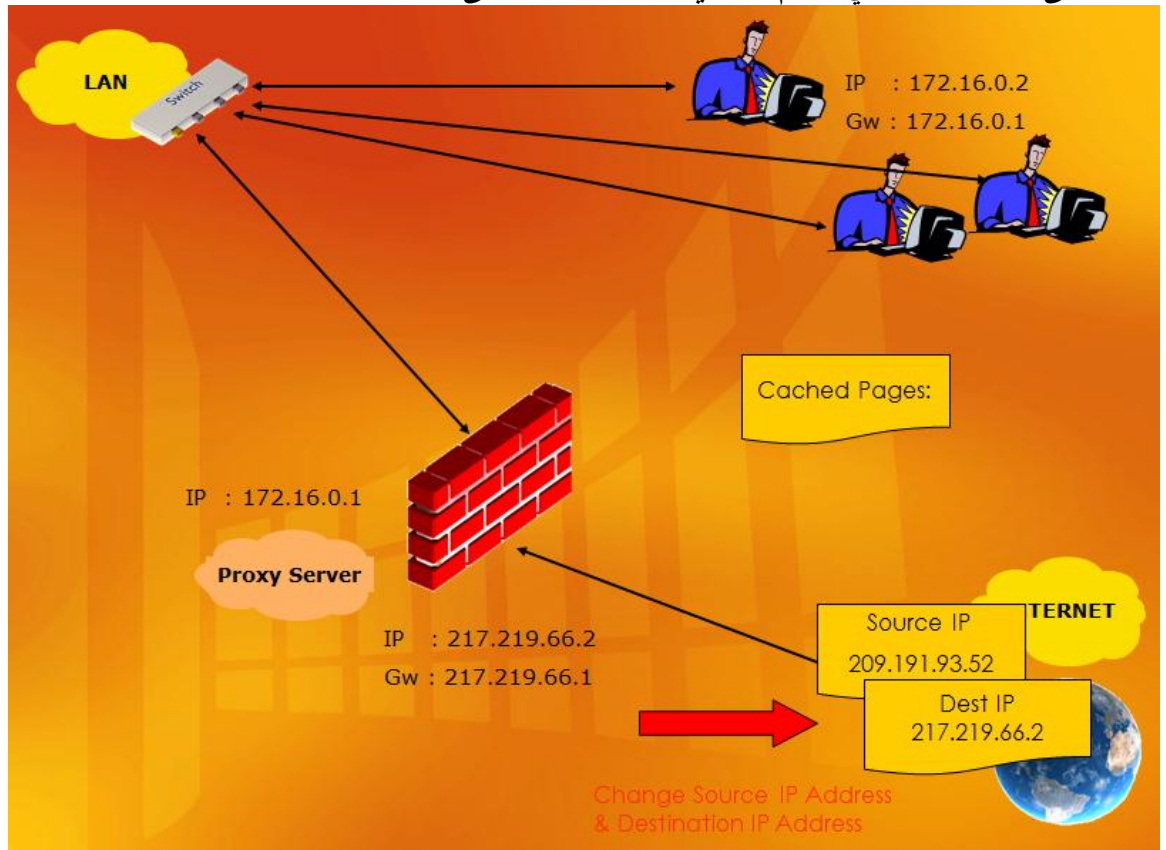 LAN
Switch
IP : 172.16.0.2
Gw : 172.16.0.1
Cached Pages:
IP : 172.16.0.1
Proxy Server
IP : 217.219.66.2
Gw : 217.219.66.1
TERNET
Source IP
209.191.93.52
Dest IP
217.219.66.2
Change Source IP Address
& Destination IP Address